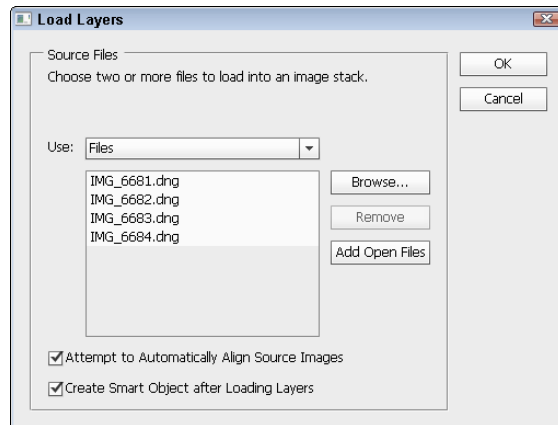 Load Layers
Source Files
Choose two or more files to load into an image stack.
OK
Cancel
Use: Files
IMG_6681.dng
IMG_6682.dng
IMG_6683.dng
IMG_6684.dng
Browse...
Remove
Add Open Files
Attempt to Automatically Align Source Images
Create Smart Object after Loading Layers